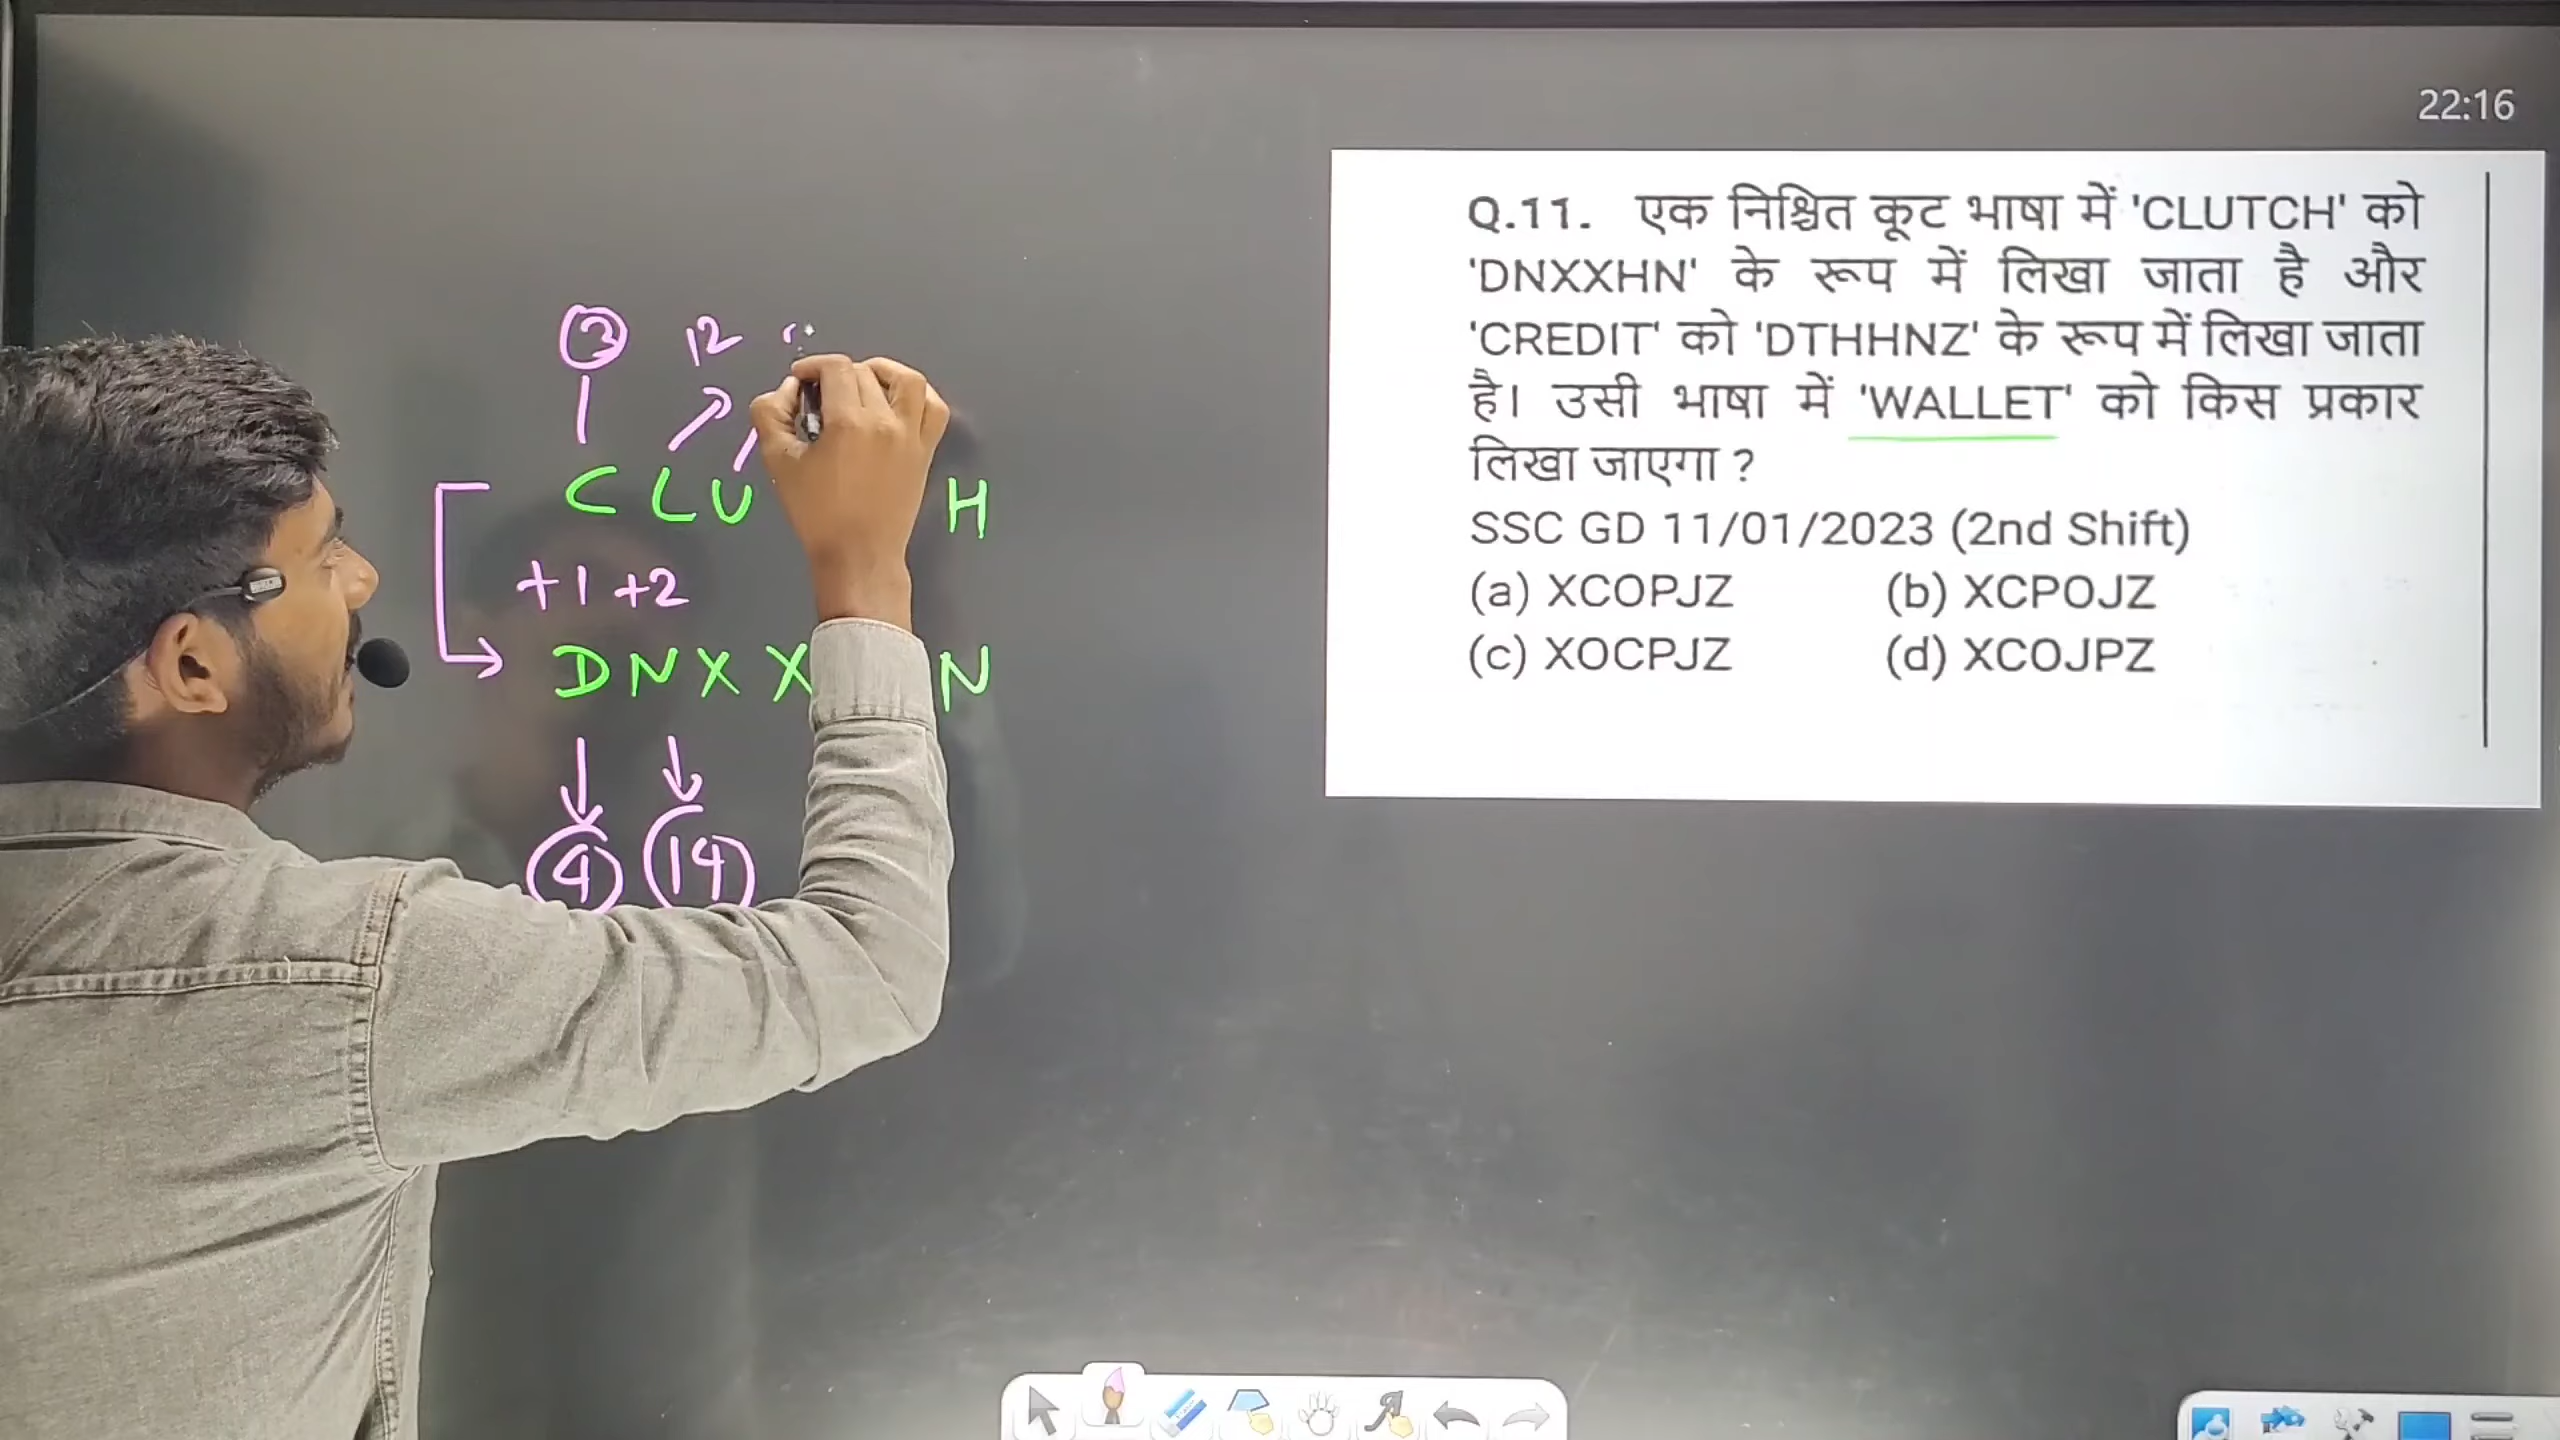 22:16
Q.11. एक निश्चित कूट भाषा में 'CLUTCH' को
'DNXXHN' के रूप में लिखा जाता है और
'CREDIT' को 'DTHHNZ' के रूप में लिखा जाता
है। उसी भाषा में 'WALLET' को किस प्रकार
लिखा जाएगा ?
SSC GD 11/01/2023 (2nd Shift)
(a) XCOPJZ (b) XCPOJZ
(c) XOCPJZ (d) XCOJPZ
3 12
C L U H
+1 +2
D N X X N
4 14